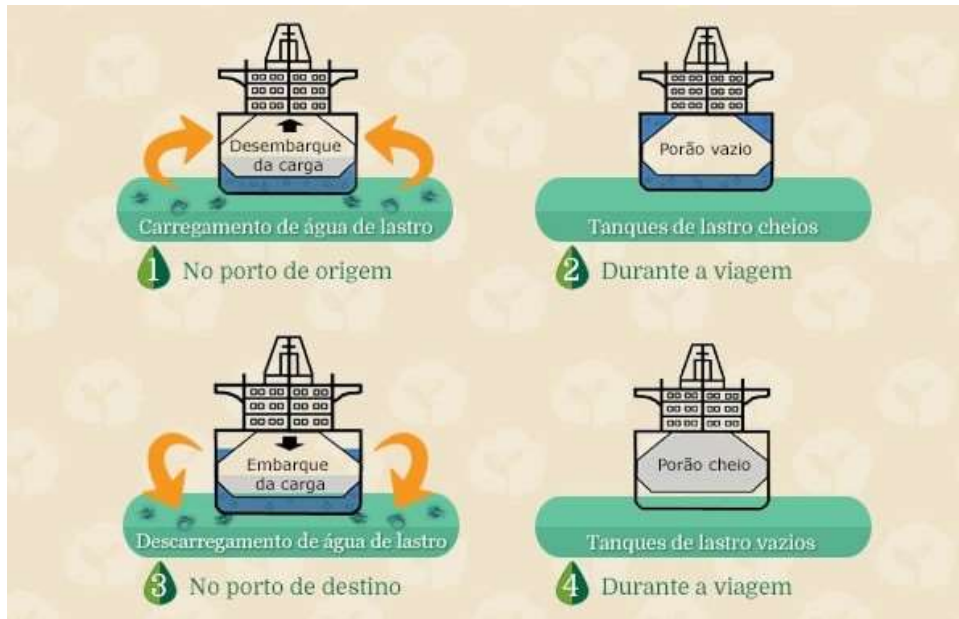 Desembarque
da carga
Carregamento de água de lastro
1 No porto de origem
Porão vazio
Tanques de lastro cheios
2 Durante a viagem
Embarque
da carga
Descarregamento de água de lastro
3 No porto de destino
Porão cheio
Tanques de lastro vazios
4 Durante a viagem